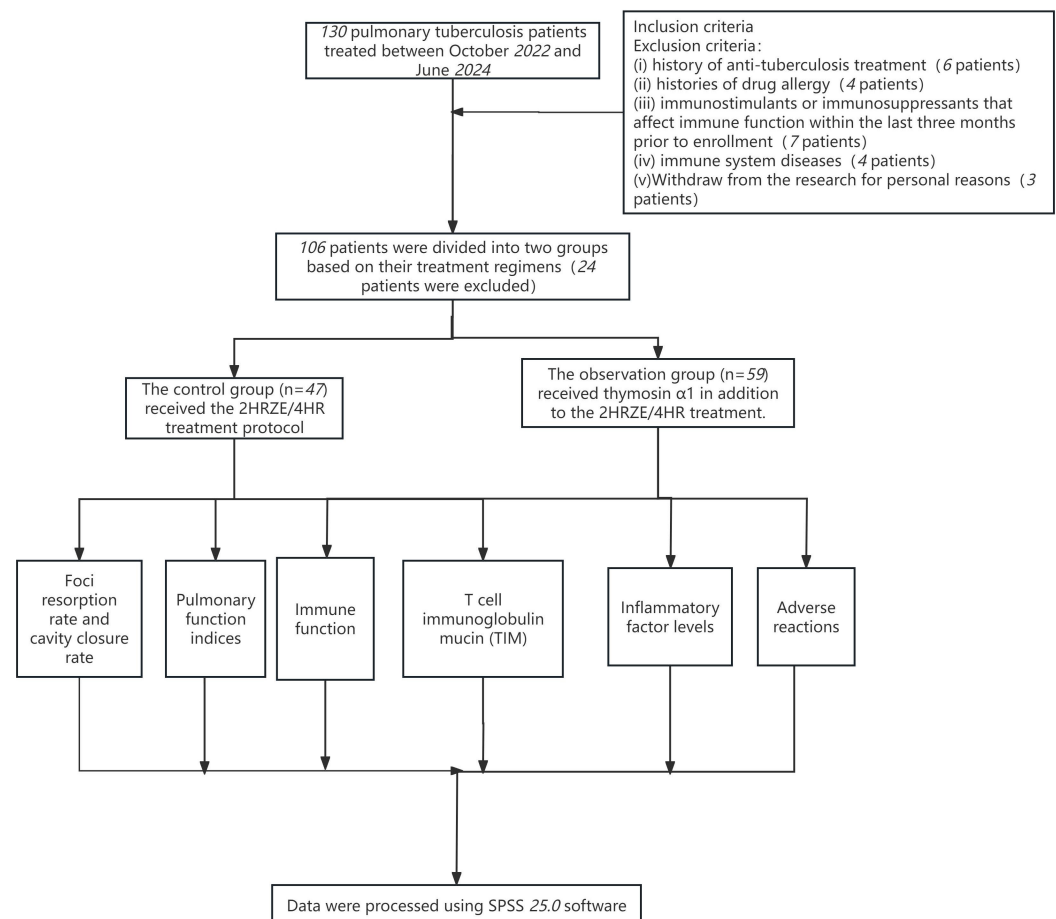 130 pulmonary tuberculosis patients
treated between October 2022 and
June 2024
Inclusion criteria
Exclusion criteria：
(i) history of anti-tuberculosis treatment（6 patients）
(ii) histories of drug allergy（4 patients）
(iii) immunostimulants or immunosuppressants that
affect immune function within the last three months
prior to enrollment（7 patients）
(iv) immune system diseases（4 patients）
(v)Withdraw from the research for personal reasons（3
patients）
106 patients were divided into two groups
based on their treatment regimens（24
patients were excluded）
The control group (n=47)
received the 2HRZE/4HR
treatment protocol
The observation group (n=59)
received thymosin α1 in addition
to the 2HRZE/4HR treatment.
Foci
resorption
rate and
cavity closure
rate
Pulmonary
function
indices
Immune
function
T cell
immunoglobulin
mucin (TIM)
Inflammatory
factor levels
Adverse
reactions
Data were processed using SPSS 25.0 software